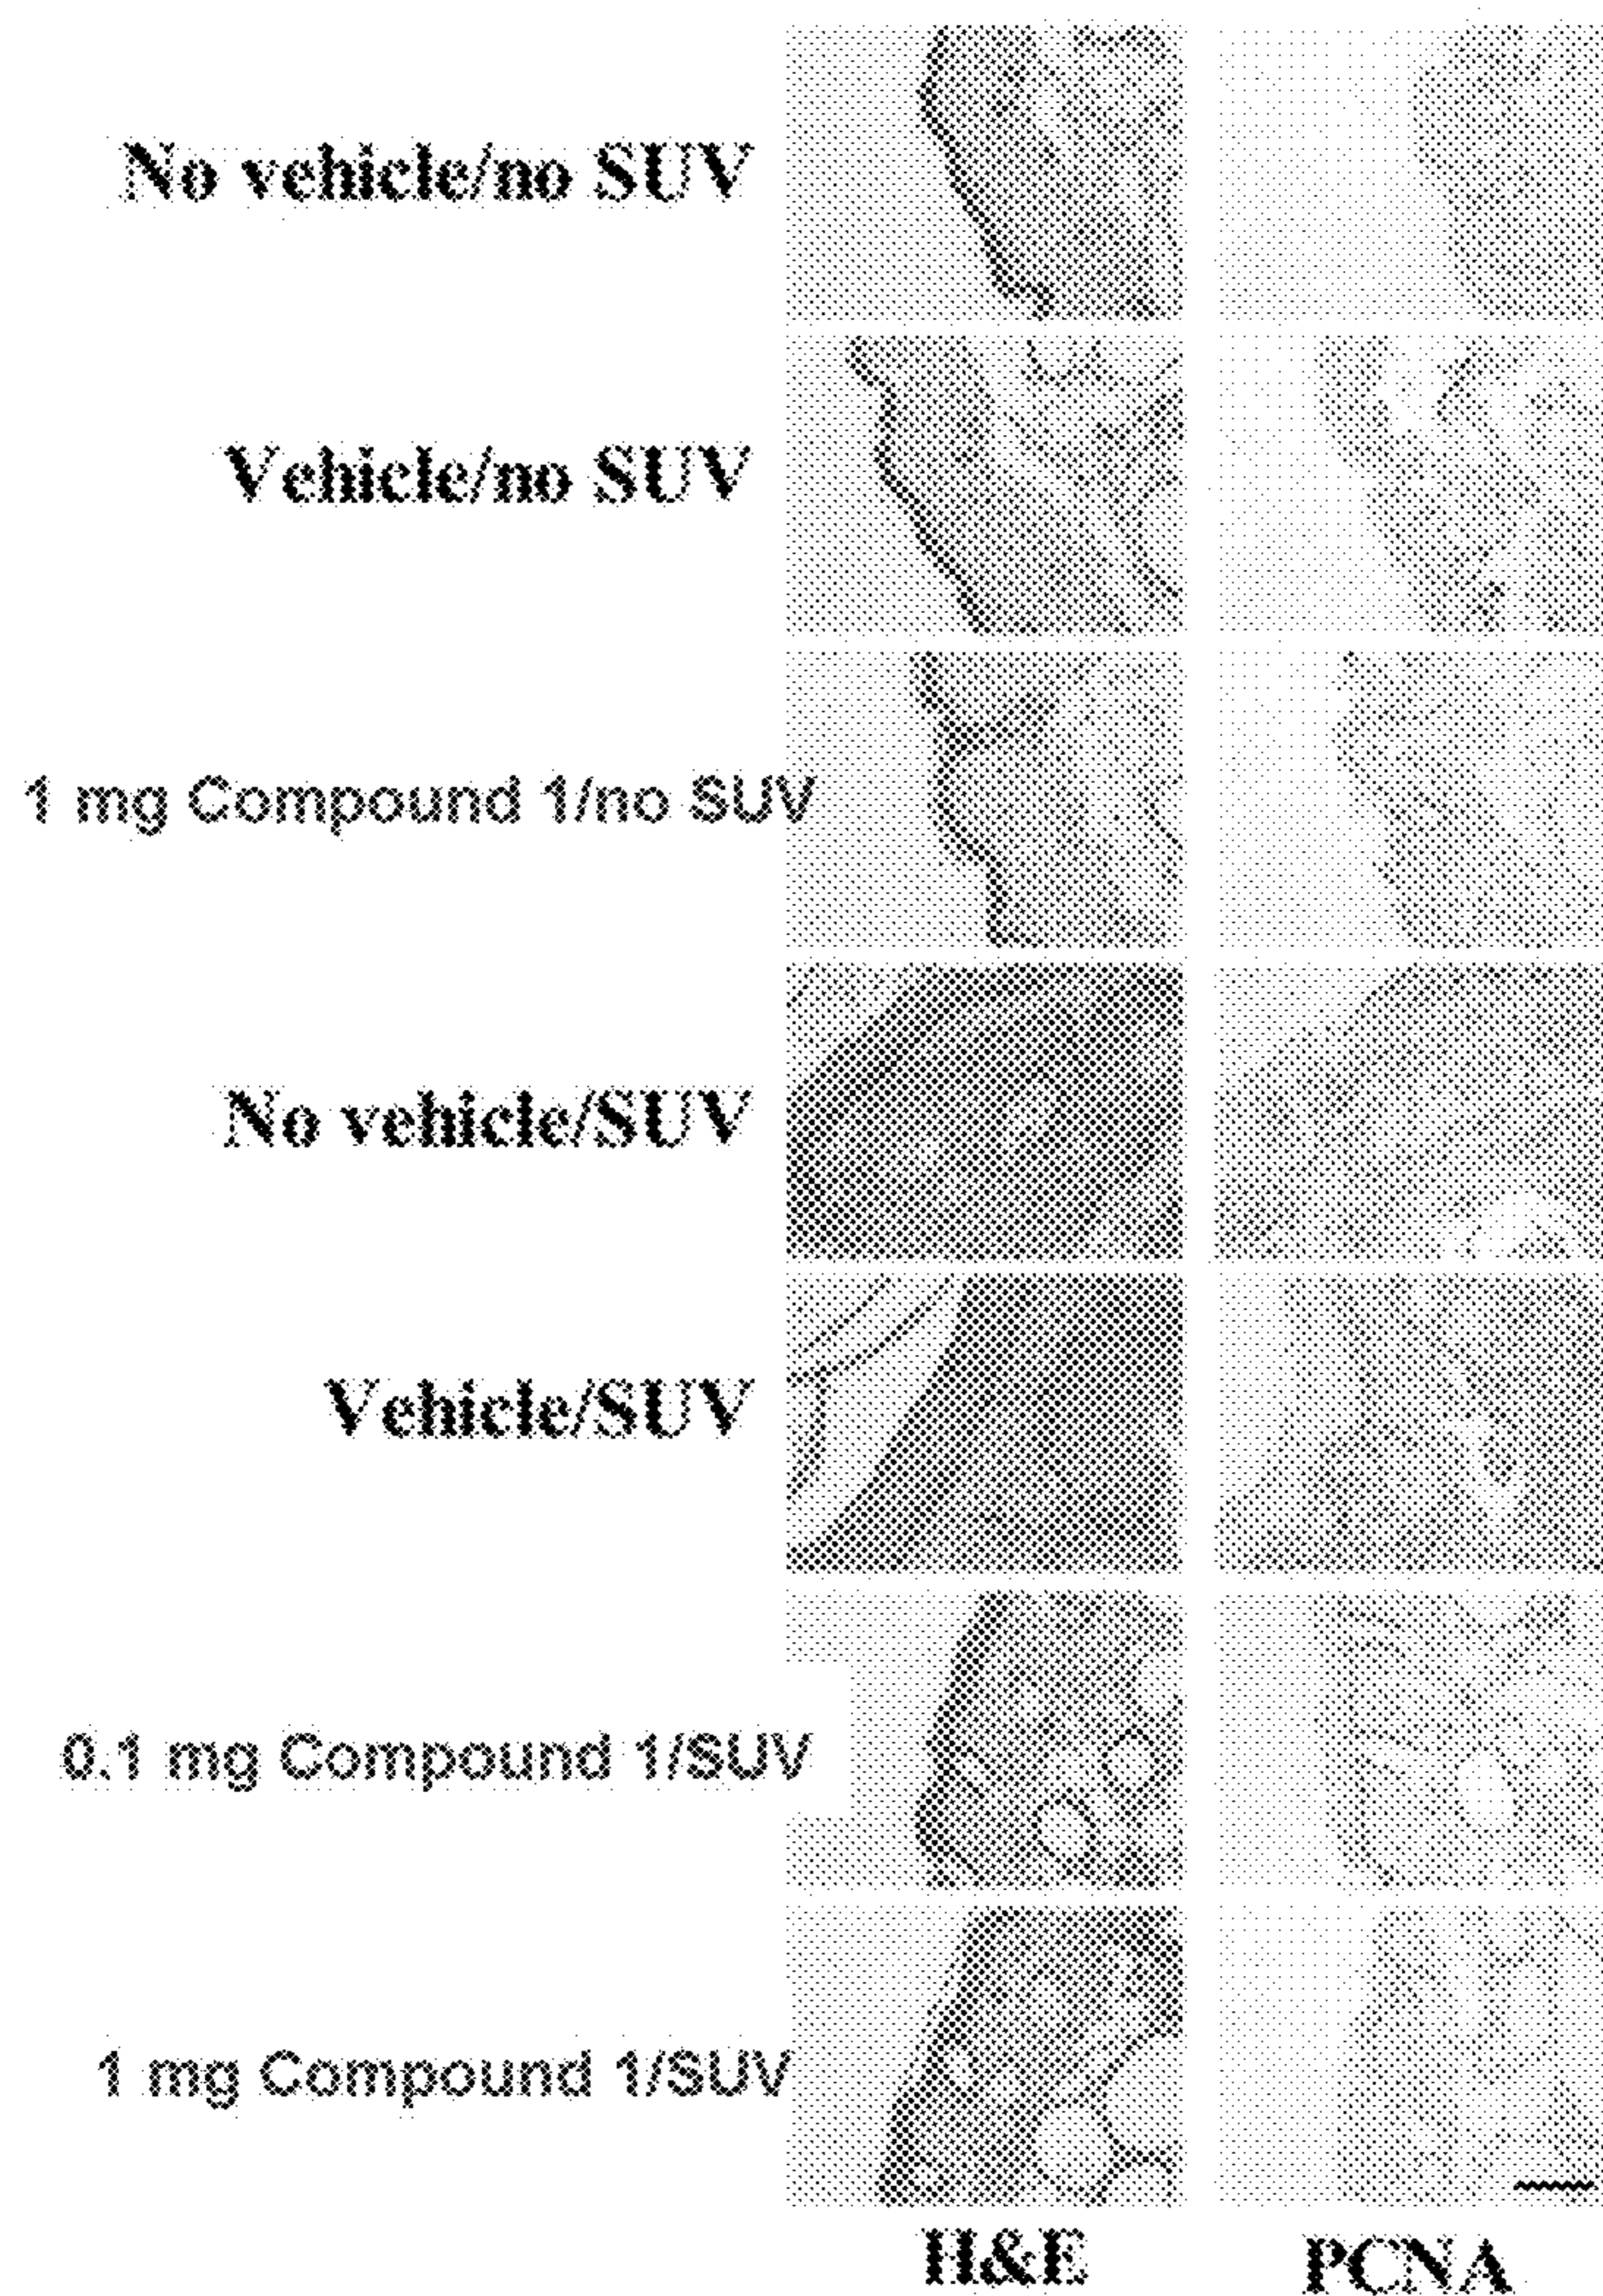 No vehicle/no SUV
Vehicle/no SUV
1 mg Compound 1/no SUV
No vehicle/SUV
Vehicle/SUV
0.1 mg Compound 1/SUV
1 mg Compound 1/SUV
H&E PCNA